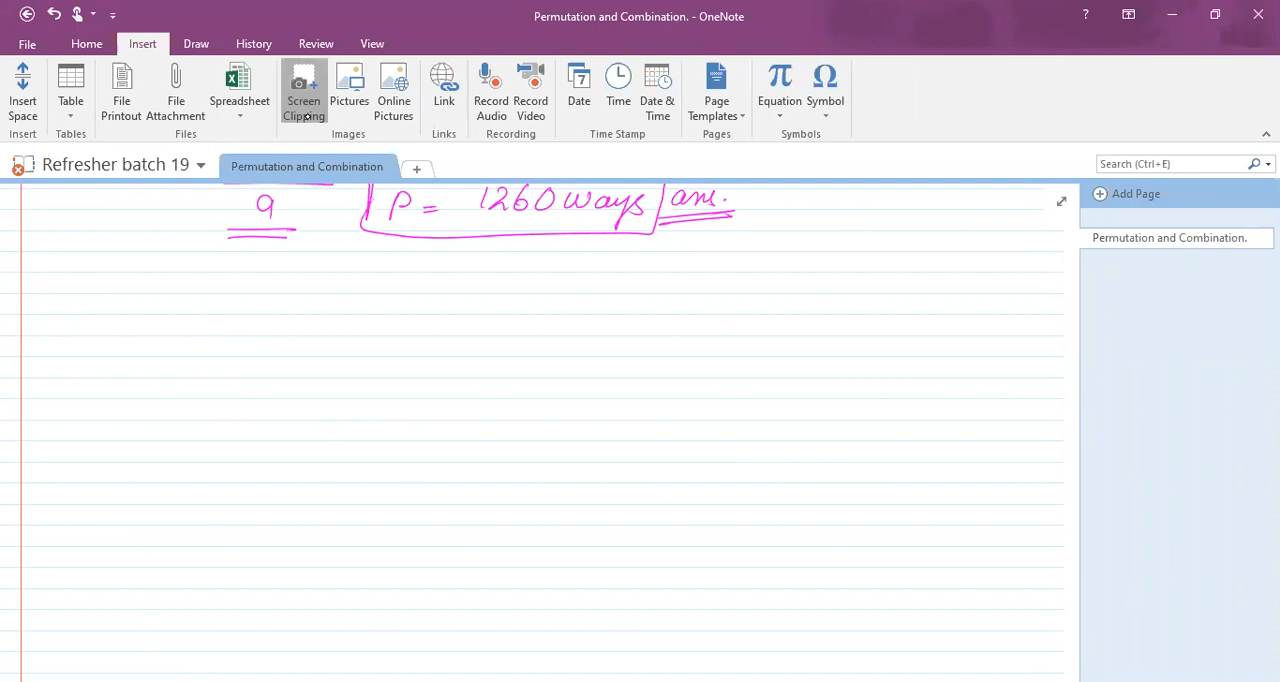 Permutation and Combination. - OneNote
?
File
Home
Insert
Draw
History
Review
View
Insert
Space
Table
File
Printout
File
Attachment
Spreadsheet
Screen
Clipping
Pictures
Online
Pictures
Link
Record
Audio
Record
Video
Date
Time
Date &
Time
Page
Templates
Equation
Symbol
Insert
Tables
Files
Images
Links
Recording
Time Stamp
Pages
Symbols
Refresher batch 19
Permutation and Combination
Search (Ctrl+E)
Add Page
Permutation and Combination.
9
P = 1260 ways ans.